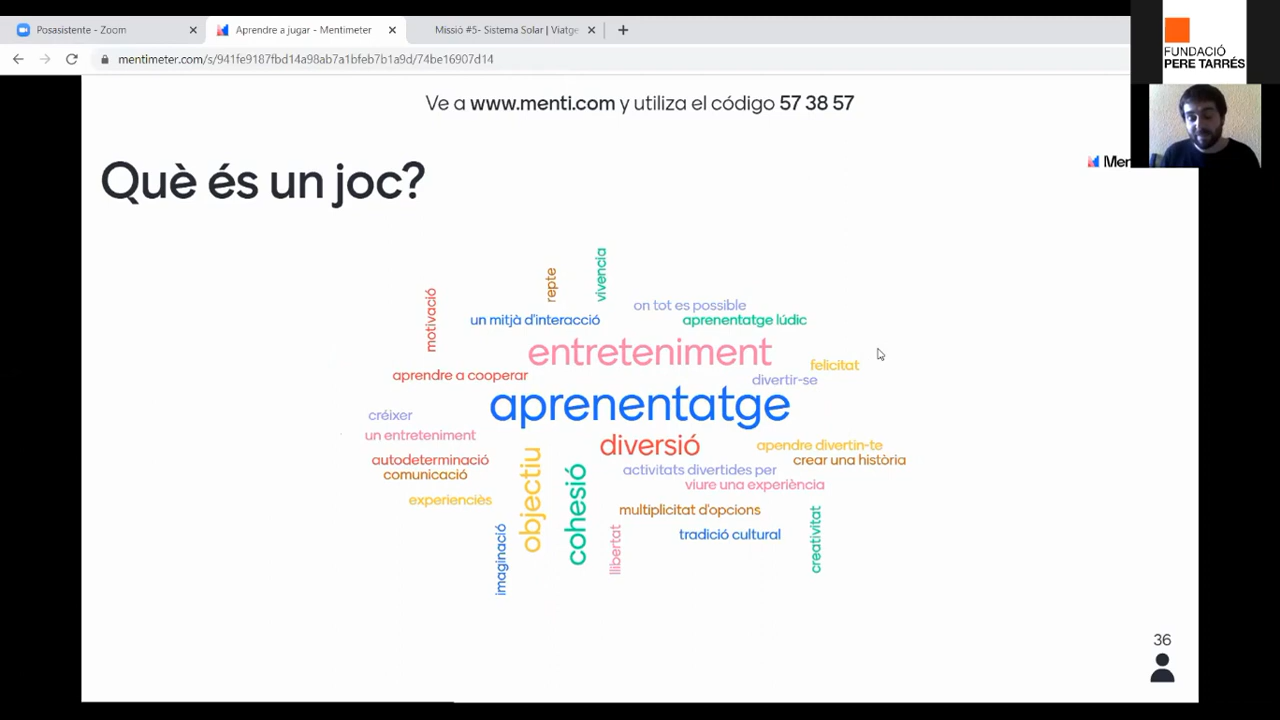 Posasistente - Zoom
Aprendre a jugar - Mentimeter
Missió #5- Sistema Solar | Viatge
mentimeter.com/s/941fe9187fbd14a98ab7a1bfeb7b1a9d/74be16907d14
FUNDACIÓ
PERE TARRÉS
Ve a www.menti.com y utiliza el código 57 38 57
Men
Què és un joc?
vivencia
repte
motivació
on tot es possible
un mitjà d'interacció
aprenentatge lúdic
entreteniment
felicitat
aprendre a cooperar
divertir-se
aprenentatge
créixer
un entreteniment
diversió
apendre divertin-te
autodeterminació
crear una història
comunicació
activitats divertides per
viure una experiència
experienciès
objectiu
cohesió
multiplicitat d'opcions
tradició cultural
llibertat
creativitat
imaginació
36